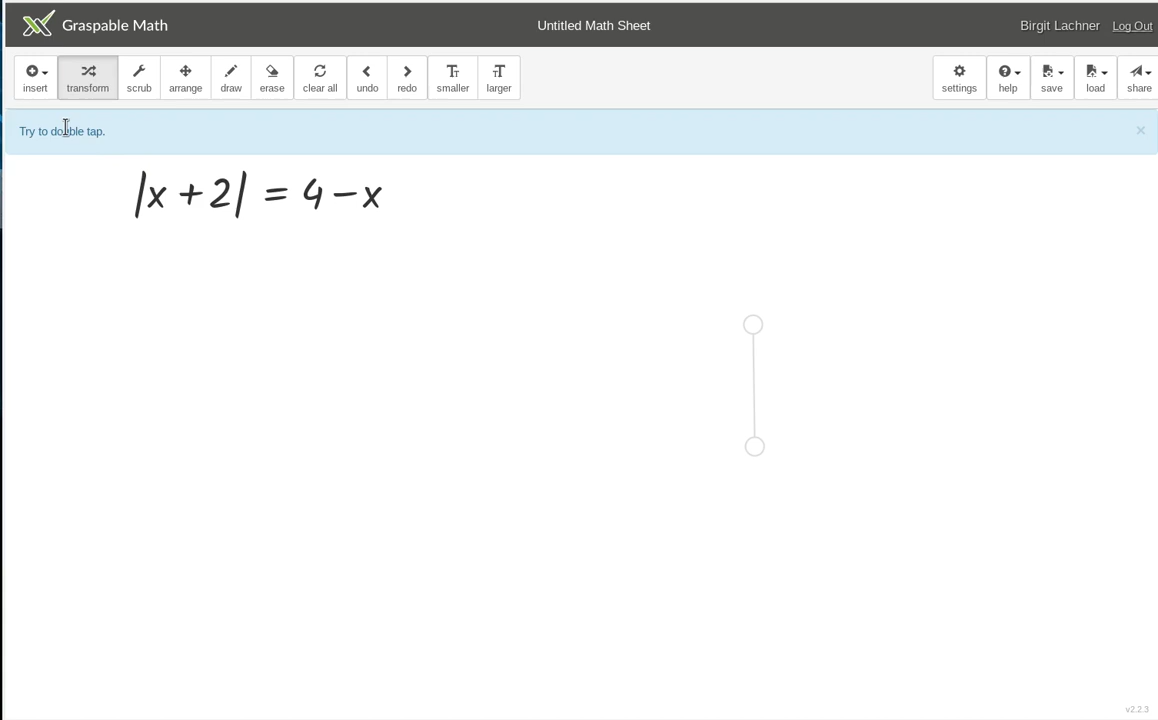 Graspable Math
Untitled Math Sheet
Birgit Lachner
Log Out
insert
transform
scrub
arrange
draw
erase
clear all
undo
redo
smaller
larger
settings
help
save
load
share
Try to double tap.
|x + 2| = 4 − x
v2.2.3